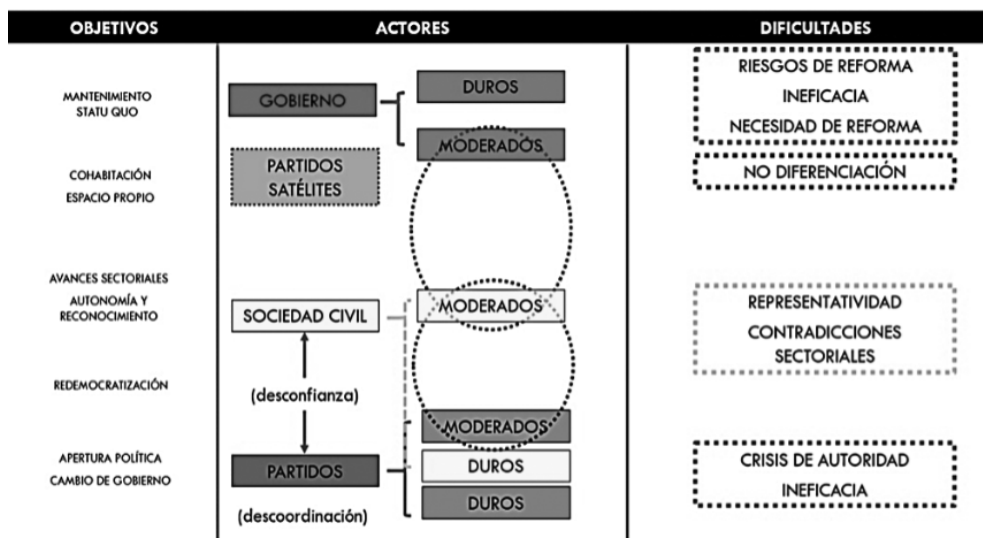 OBJETIVOS
ACTORES
DIFICULTADES
MANTENIMIENTO
STATU QUO
GOBIERNO
DUROS
MODERADOS
RIESGOS DE REFORMA
INEFICACIA
NECESIDAD DE REFORMA
COHABITACIÓN
ESPACIO PROPIO
PARTIDOS
SATÉLITES
NO DIFERENCIACIÓN
AVANCES SECTORIALES
AUTONOMÍA Y
RECONOCIMIENTO
SOCIEDAD CIVIL
MODERADOS
REPRESENTATIVIDAD
CONTRADICCIONES
SECTORIALES
REDEMOCRATIZACIÓN
(desconfianza)
APERTURA POLÍTICA
CAMBIO DE GOBIERNO
PARTIDOS
(descoordinación)
MODERADOS
DUROS
DUROS
CRISIS DE AUTORIDAD
INEFICACIA